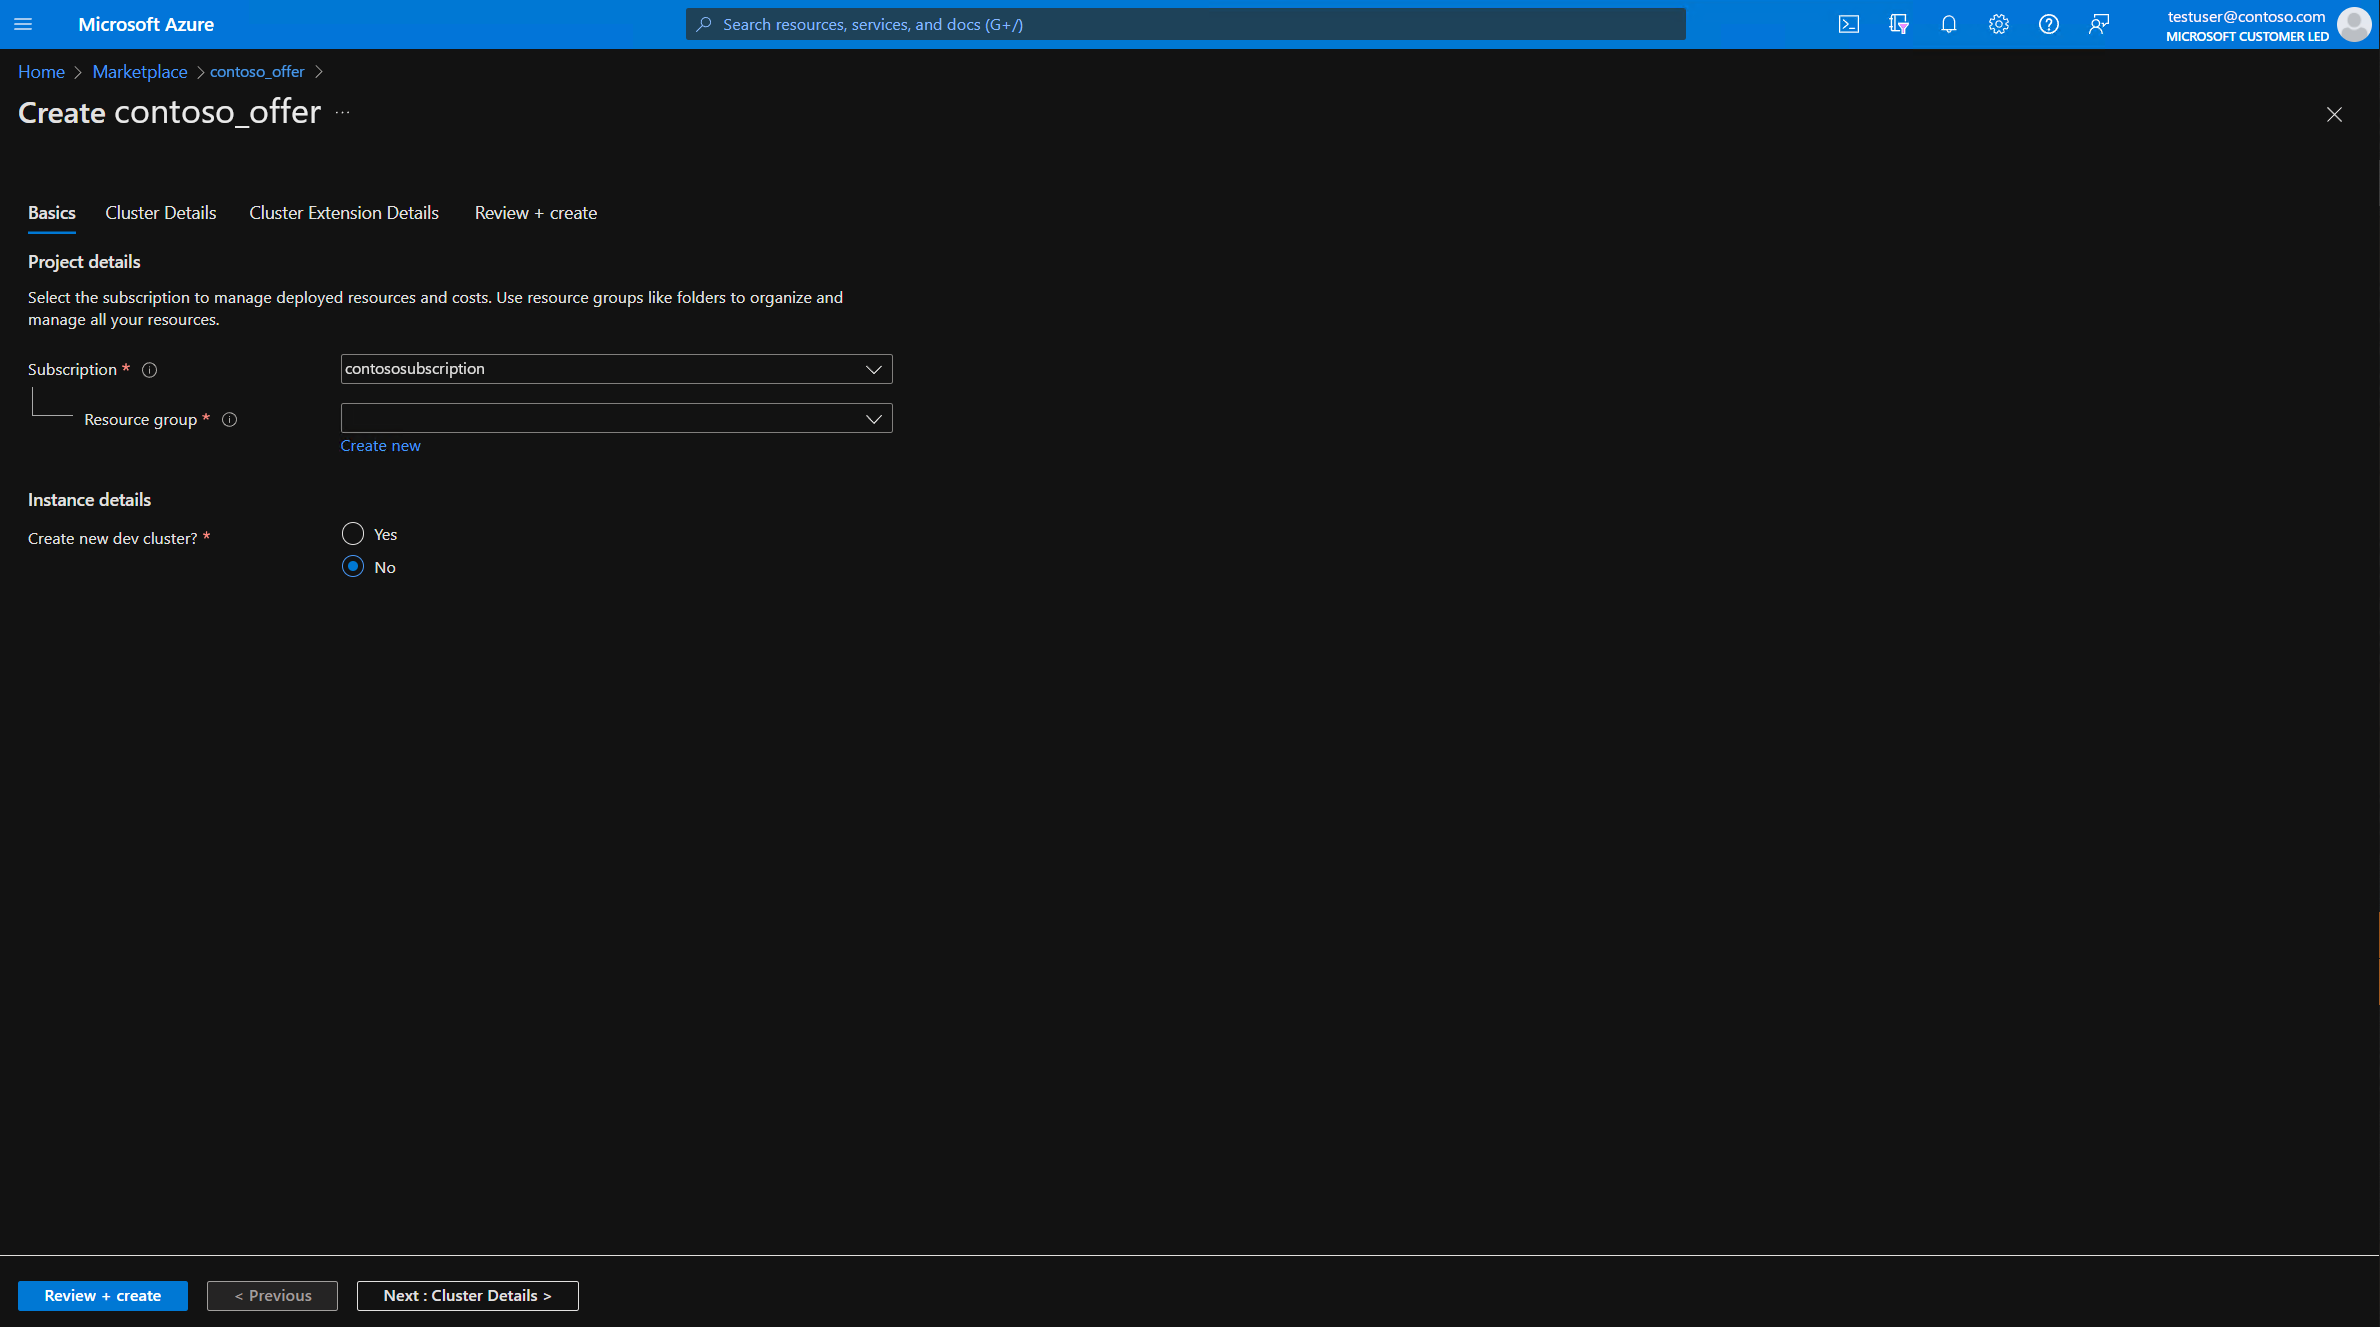 Microsoft Azure
Search resources, services, and docs (G+/)
testuser@contoso.com
MICROSOFT CUSTOMER LED
Home > Marketplace > contoso_offer >
Create contoso_offer ...
Basics Cluster Details Cluster Extension Details Review + create
Project details
Select the subscription to manage deployed resources and costs. Use resource groups like folders to organize and
manage all your resources.
Subscription *
contososubscription
Resource group *
Create new
Instance details
Create new dev cluster? *
Yes
No
Review + create
< Previous
Next : Cluster Details >